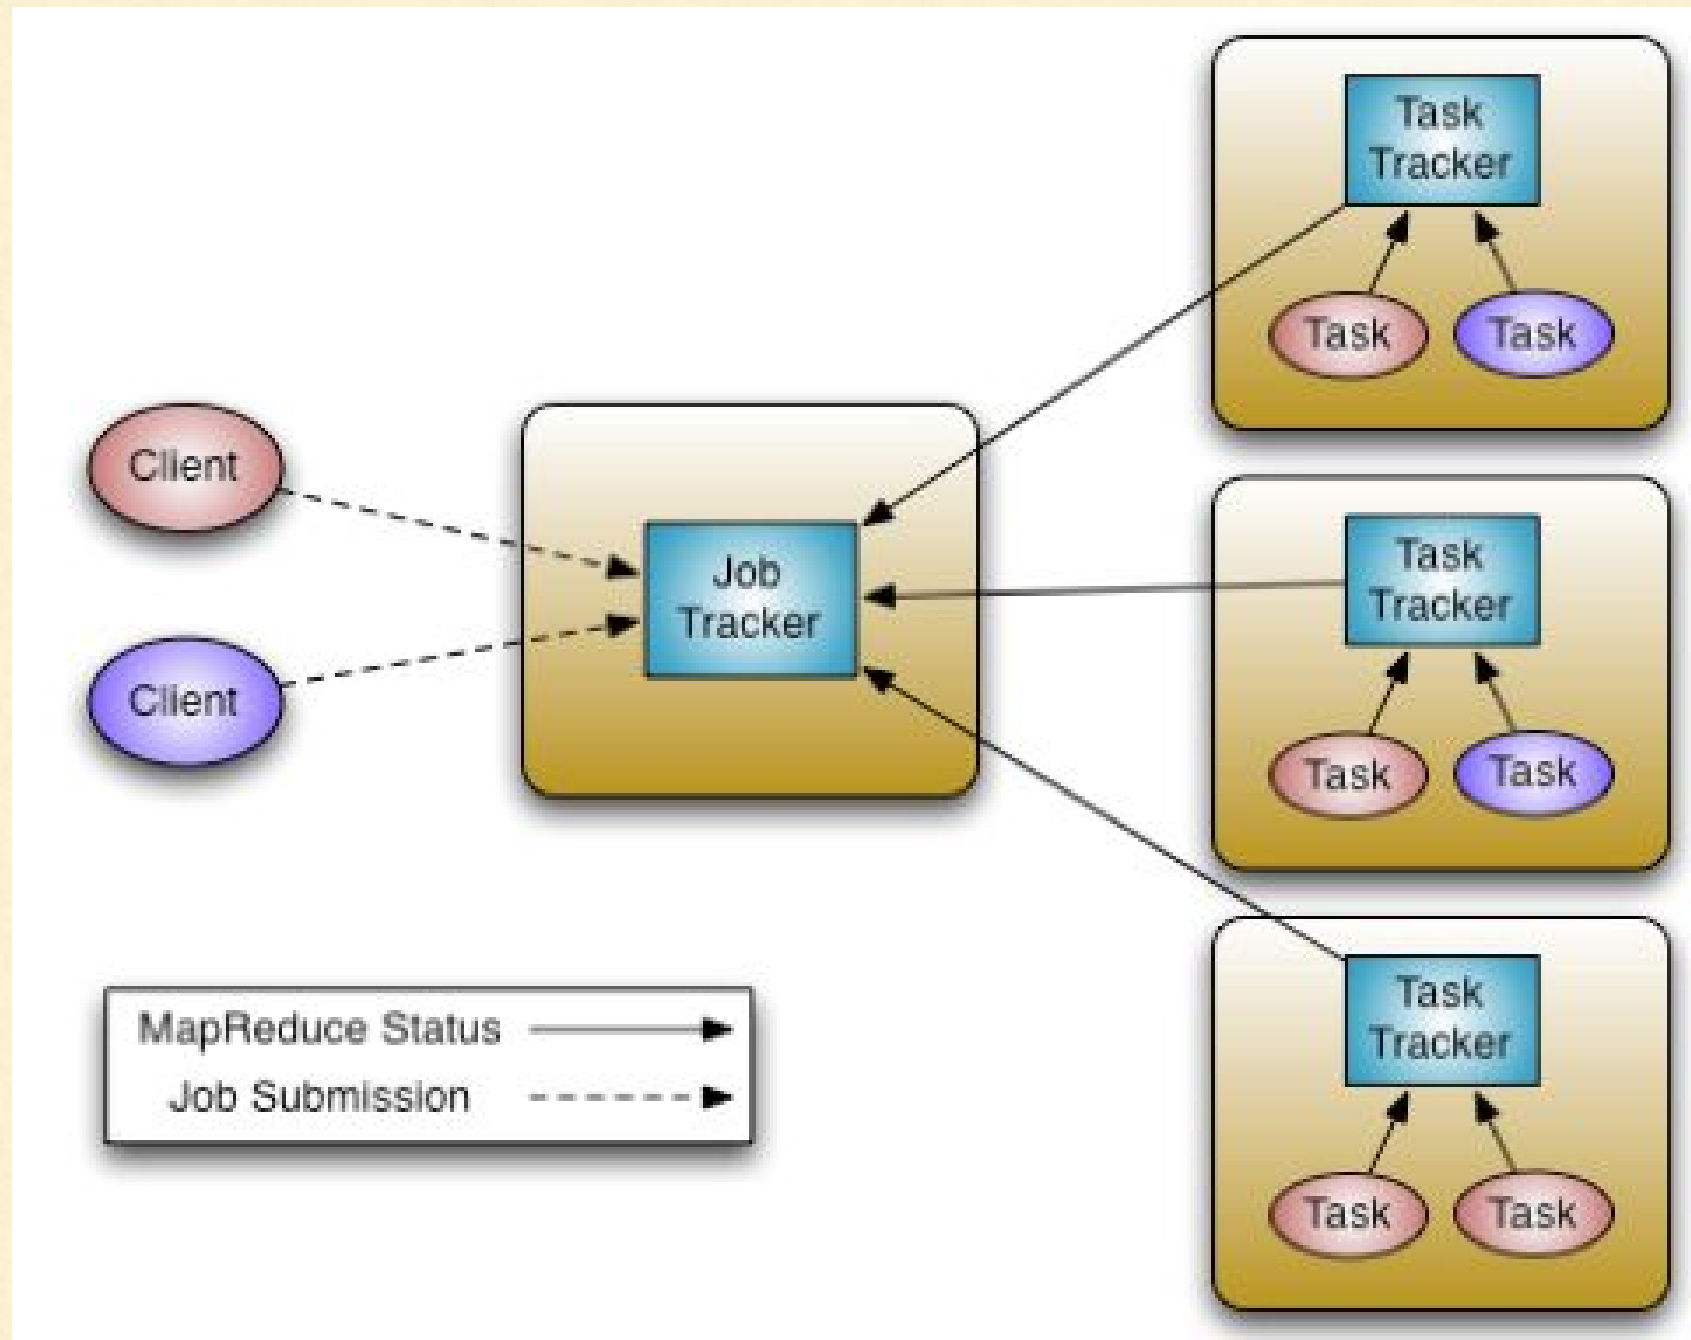 Task
Tracker
Task
Task
Client
Job
Tracker
Client
Task
Tracker
Task
Task
MapReduce Status
Job Submission
Task
Tracker
Task
Task